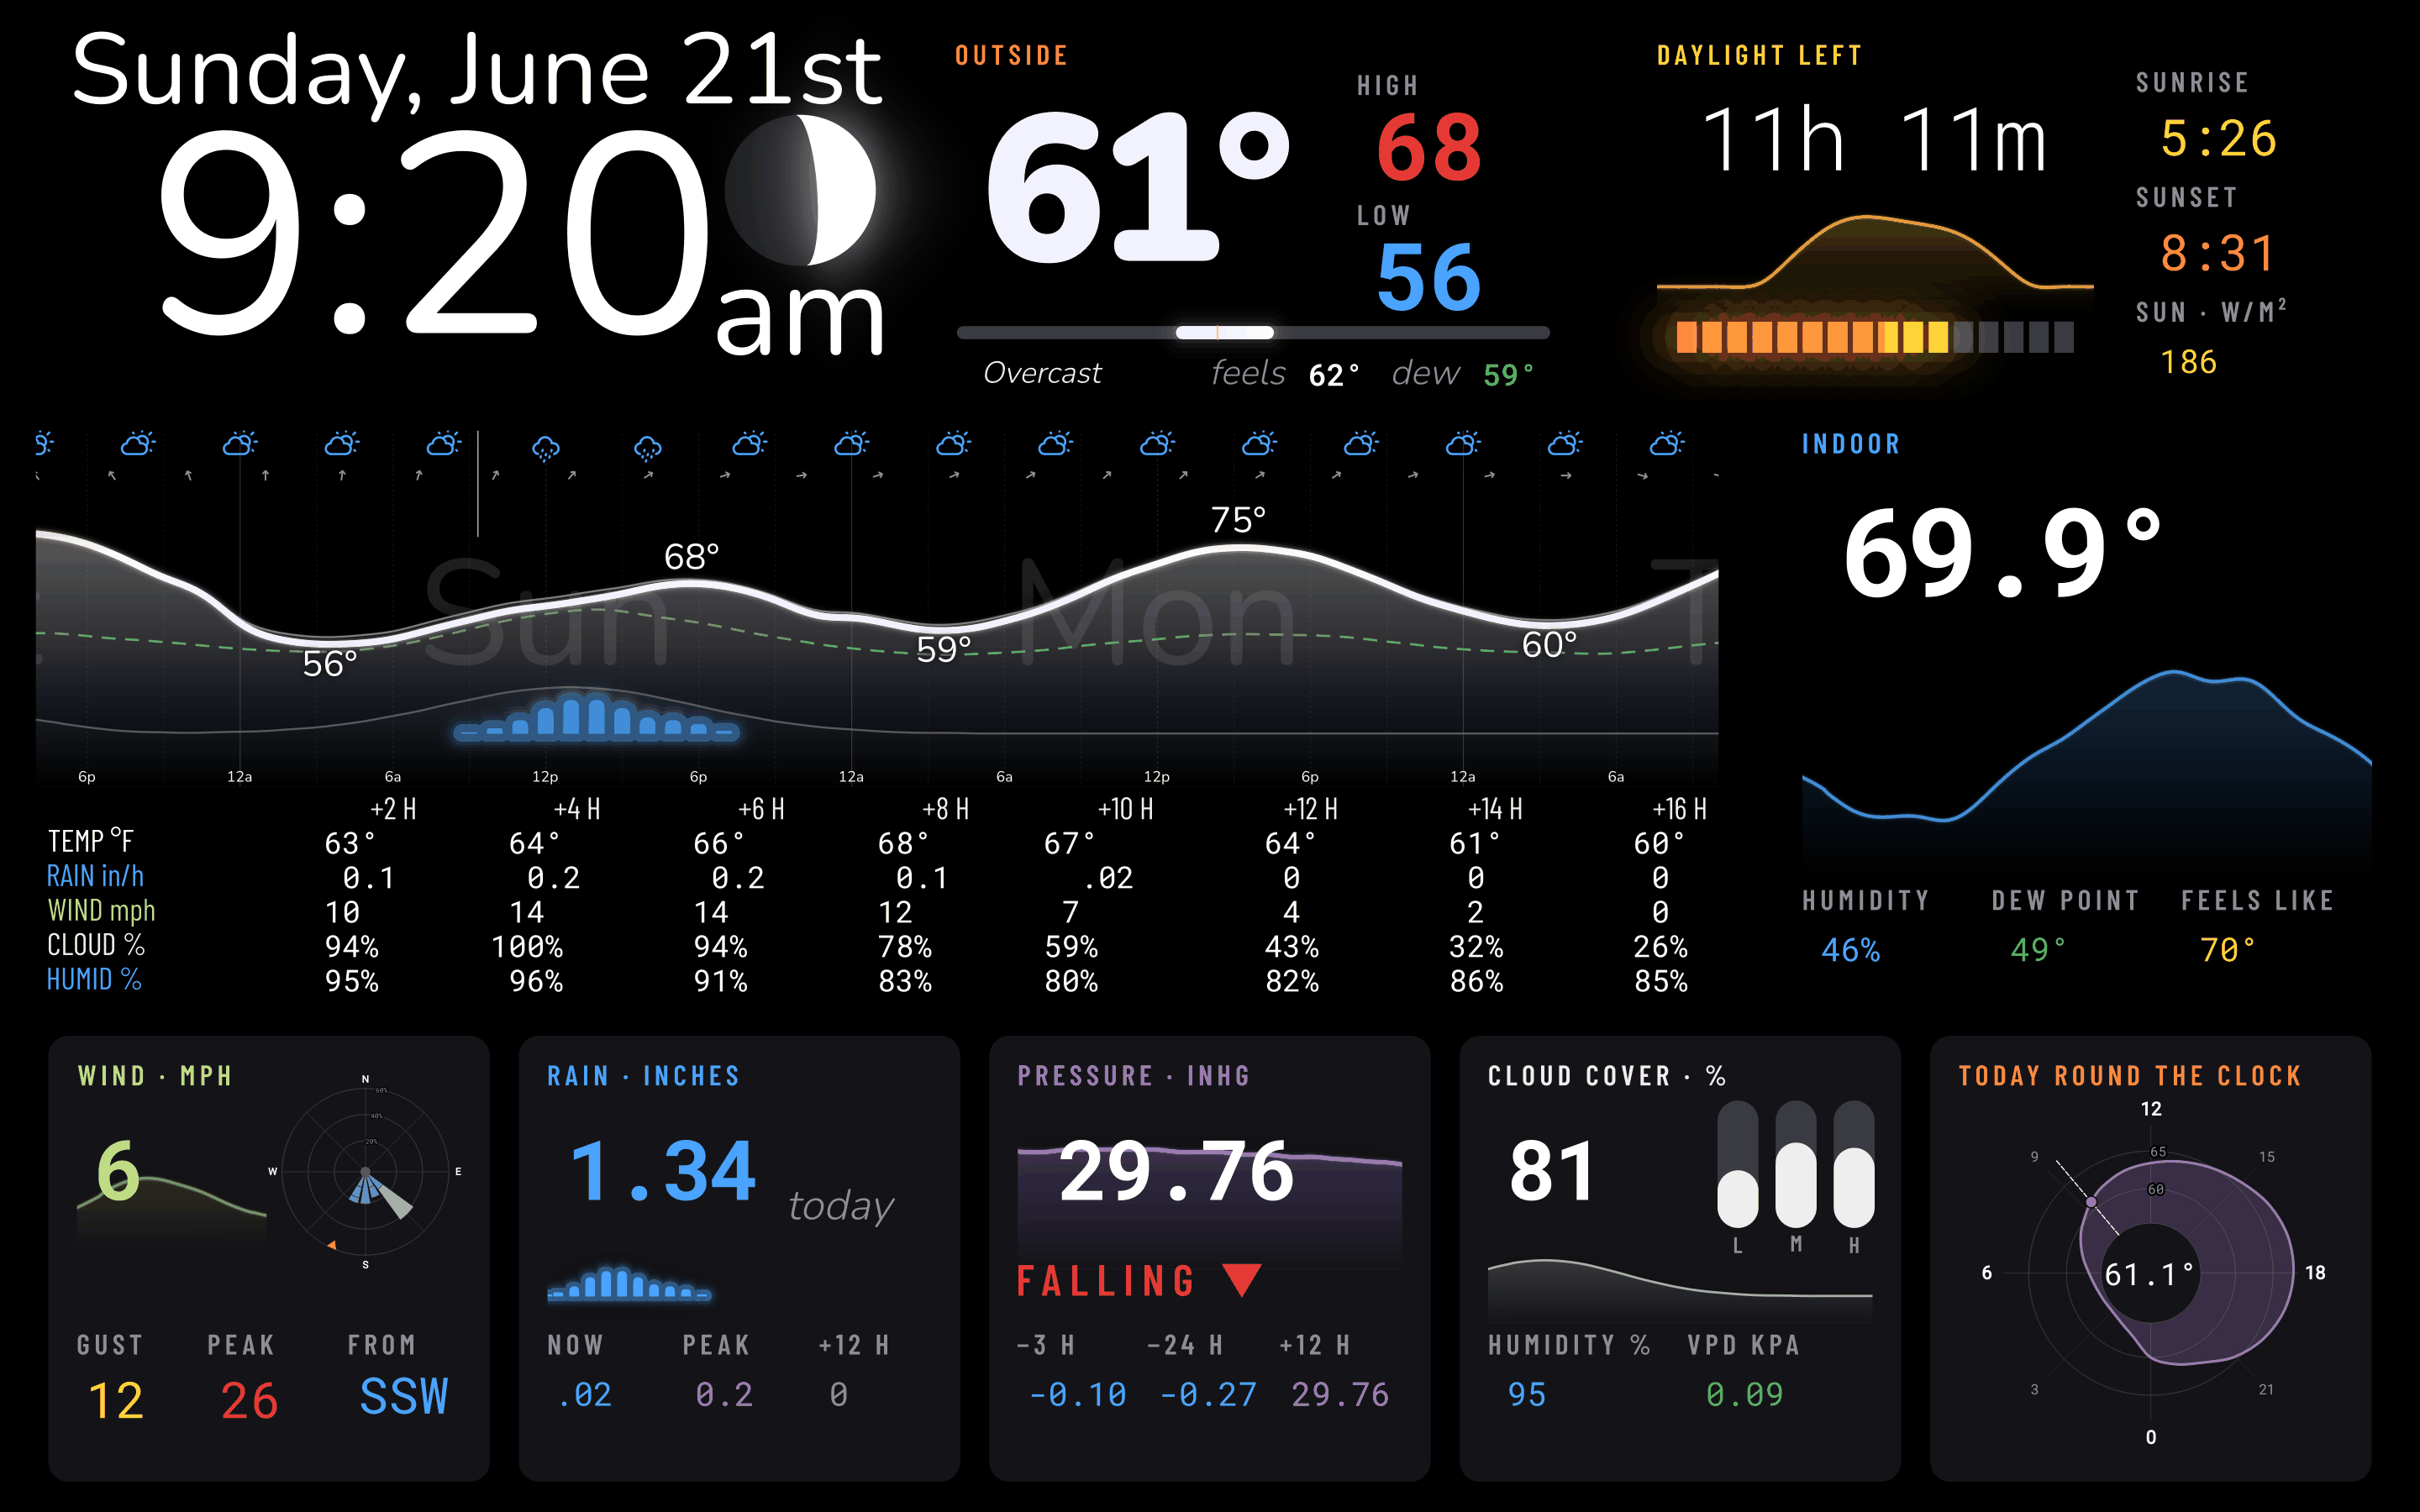 Sunday, June 21st
9:20 am
OUTSIDE
61°
HIGH
68
LOW
56
Overcast feels 62° dew 59°
DAYLIGHT LEFT
11h 11m
SUNRISE
5:26
SUNSET
8:31
SUN · W/M²
186
75°
68°
Sun Mon T
56° 59° 60°
6p 12a 6a 12p 6p 12a 6a 12p 6p 12a 6a
+2 H +4 H +6 H +8 H +10 H +12 H +14 H +16 H
TEMP °F 63° 64° 66° 68° 67° 64° 61° 60°
RAIN in/h 0.1 0.2 0.2 0.1 .02 0 0 0
WIND mph 10 14 14 12 7 4 2 0
CLOUD % 94% 100% 94% 78% 59% 43% 32% 26%
HUMID % 95% 96% 91% 83% 80% 82% 86% 85%
INDOOR
69.9°
HUMIDITY DEW POINT FEELS LIKE
46% 49° 70°
WIND · MPH
6
N
60%
40%
20%
W E
S
GUST PEAK FROM
12 26 SSW
RAIN · INCHES
1.34 today
NOW PEAK +12 H
.02 0.2 0
PRESSURE · INHG
29.76
FALLING ▼
−3 H −24 H +12 H
-0.10 -0.27 29.76
CLOUD COVER · %
81
L M H
HUMIDITY % VPD KPA
95 0.09
TODAY ROUND THE CLOCK
12
9 65 15
60
6 61.1° 18
3 21
0